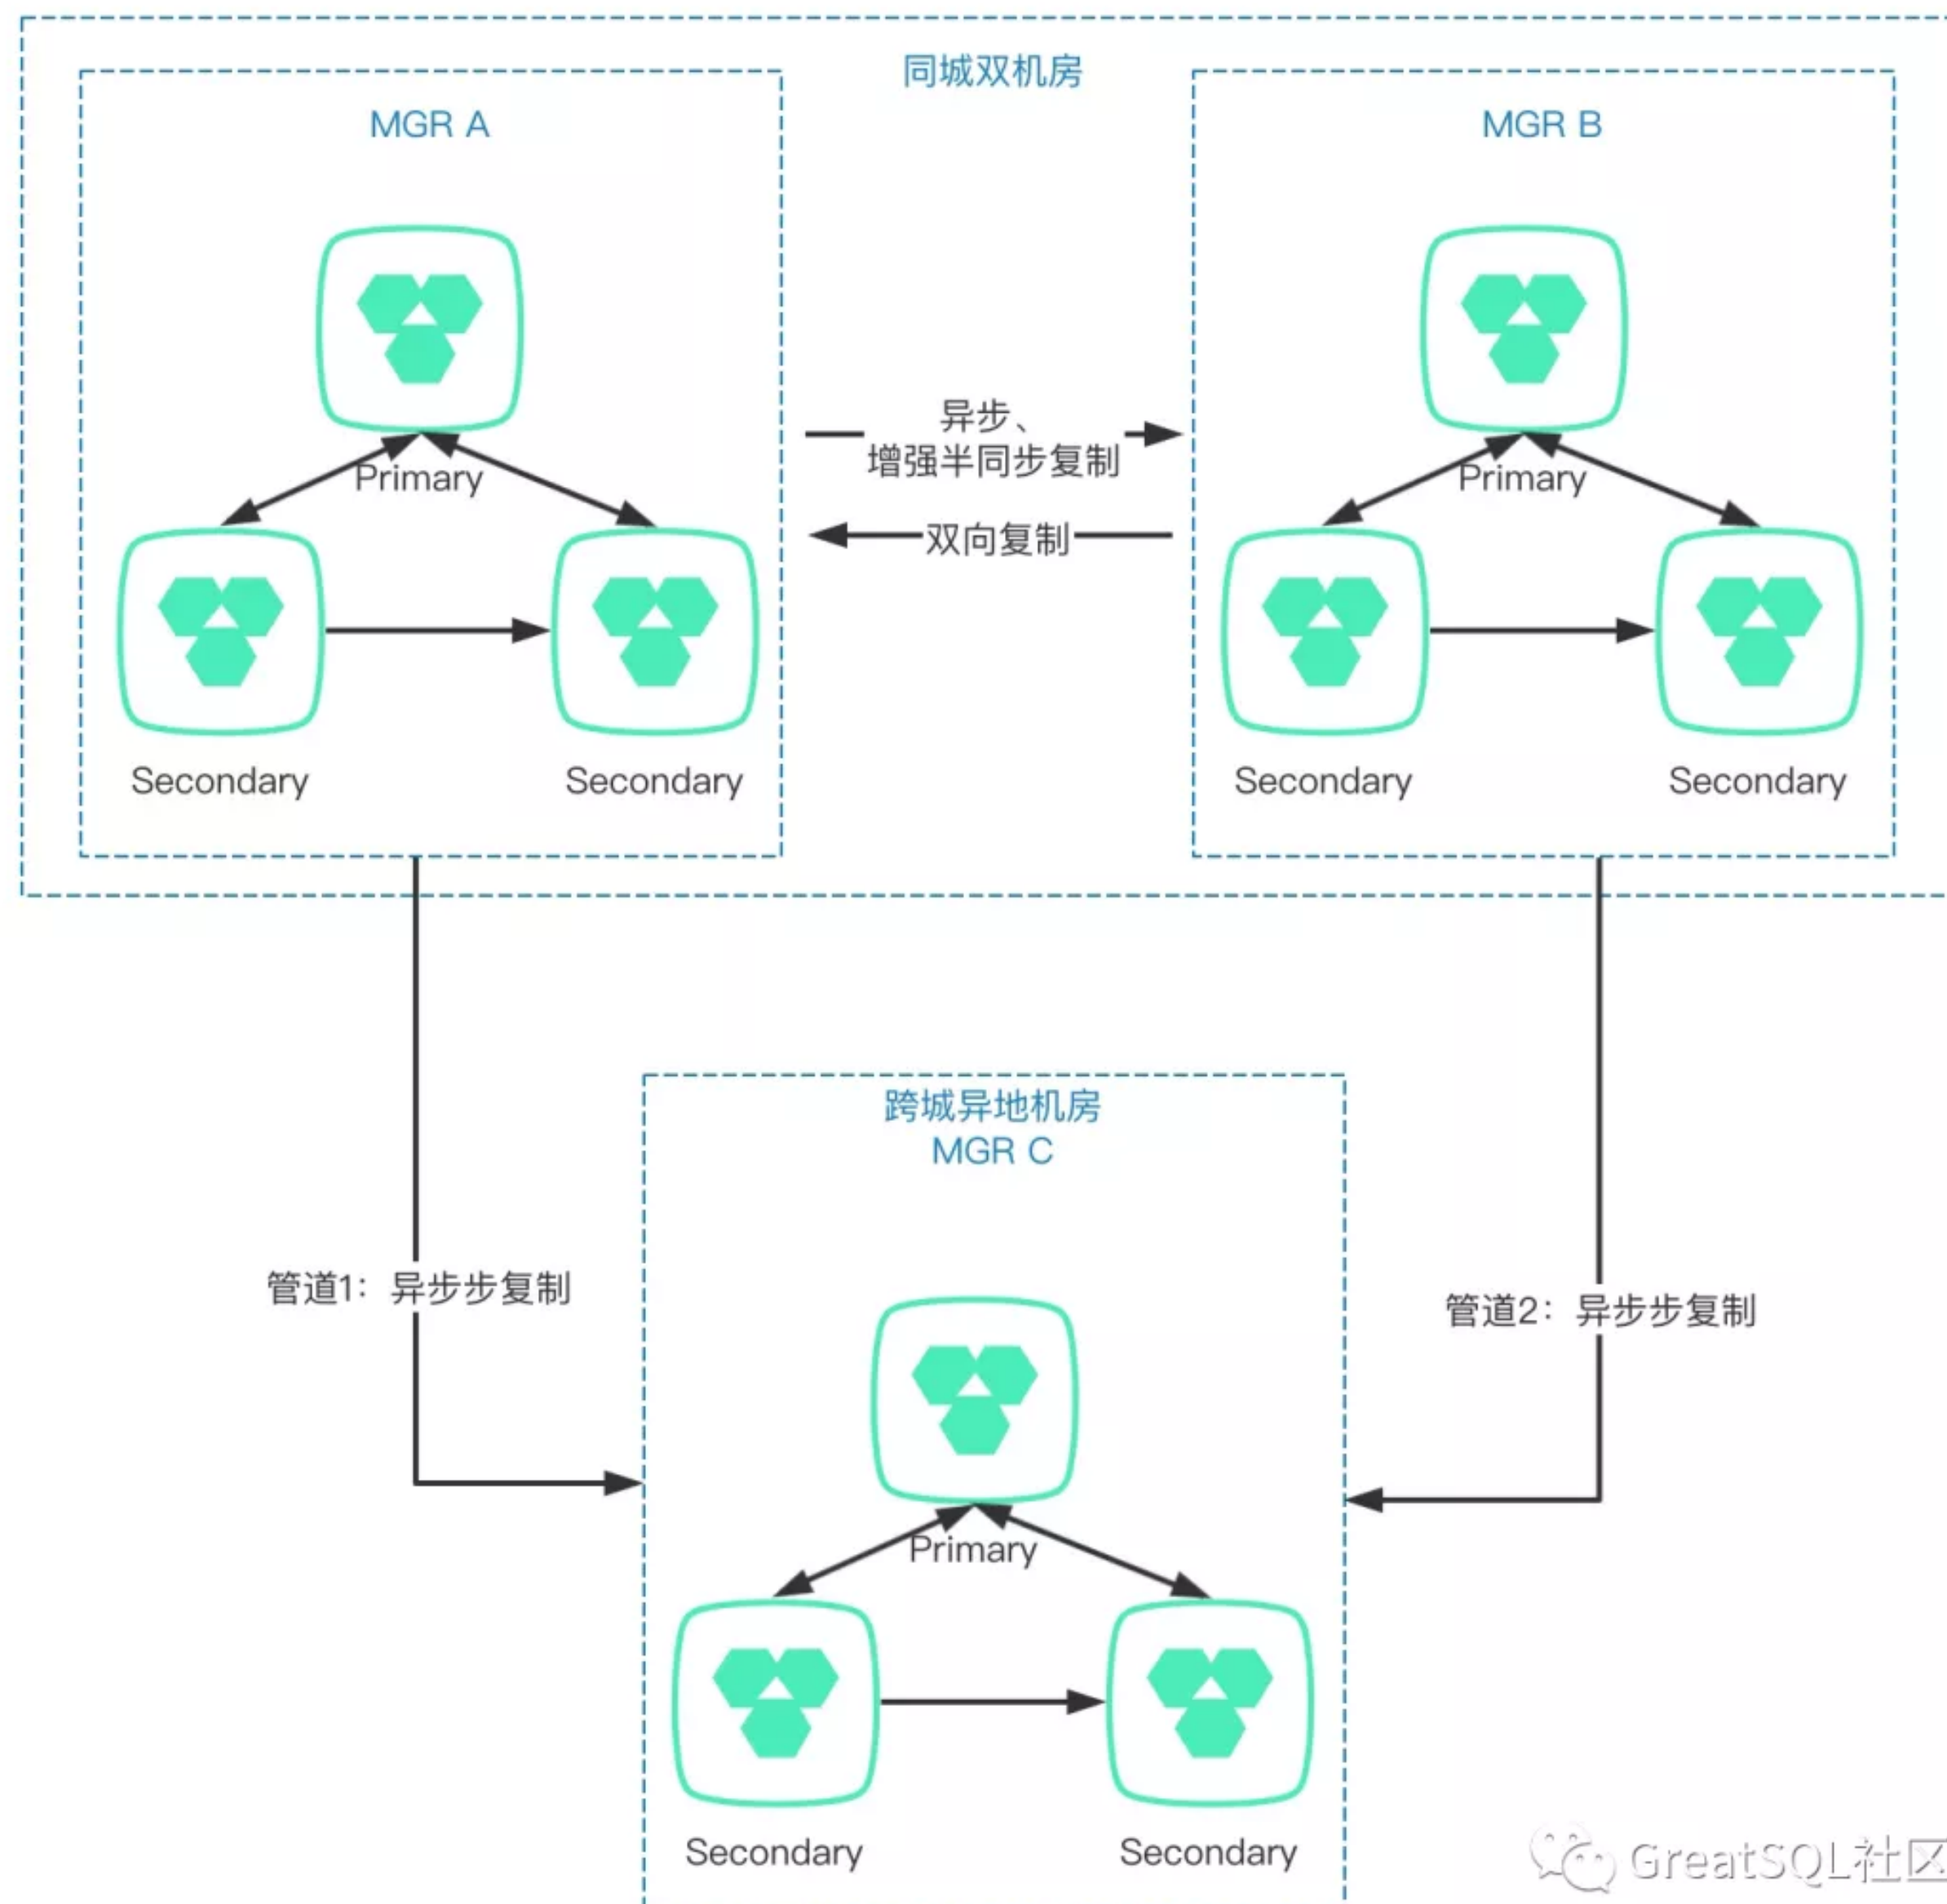 同城双机房
MGR A
MGR B
异步、
增强半同步复制
Primary
Primary
双向复制
Secondary
Secondary
Secondary
Secondary
跨城异地机房
MGR C
管道1：异步步复制
管道2：异步步复制
Primary
Secondary
Secondary
GreatSQL社区